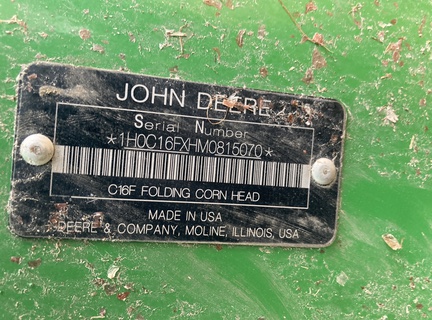 JOHN DEERE
Serial Number
*1H0C16FXHM0815070*
C16F FOLDING CORN HEAD
MADE IN USA
DEERE & COMPANY, MOLINE, ILLINOIS, USA